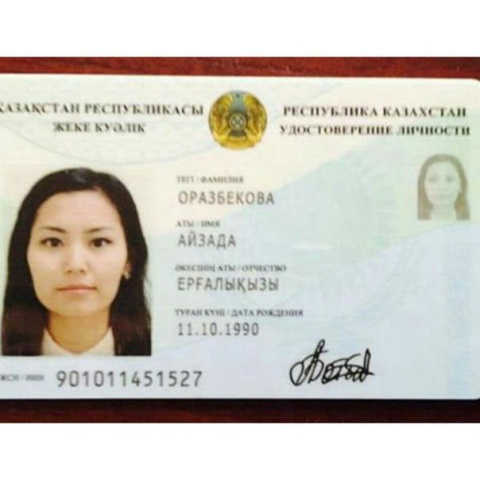 ҚАЗАҚСТАН РЕСПУБЛИКАСЫ
ЖЕКЕ КУӘЛІК
РЕСПУБЛИКА КАЗАХСТАН
УДОСТОВЕРЕНИЕ ЛИЧНОСТИ
ТЕГІ / ФАМИЛИЯ
ОРАЗБЕКОВА
АТЫ / ИМЯ
АЙЗАДА
ӘКЕСІНІҢ АТЫ / ОТЧЕСТВО
ЕРҒАЛЫҚЫЗЫ
ТУҒАН КҮНІ / ДАТА РОЖДЕНИЯ
11.10.1990
ЖСН / ИИН 901011451527